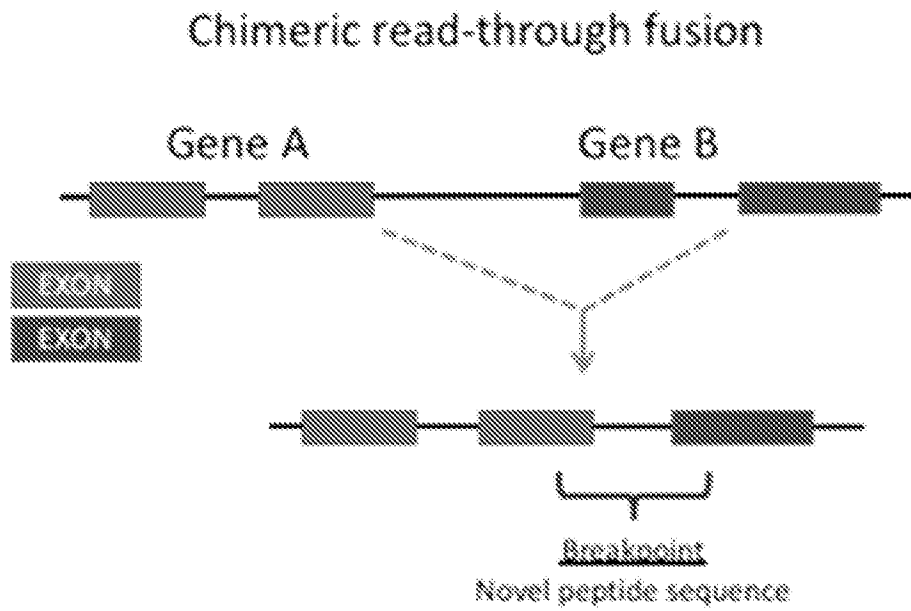 Chimeric read-through fusion
Gene A
Gene B
EXON
EXON
Breakpoint
Novel peptide sequence